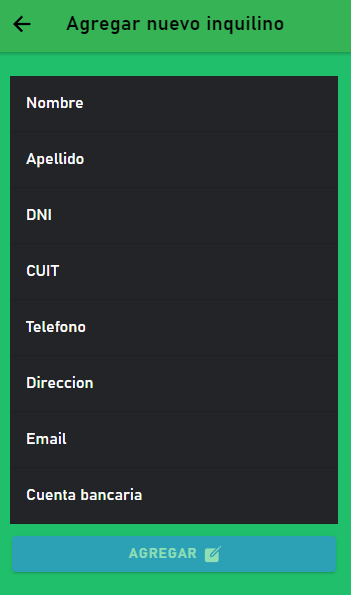 Agregar nuevo inquilino
Nombre
Apellido
DNI
CUIT
Telefono
Direccion
Email
Cuenta bancaria
AGREGAR